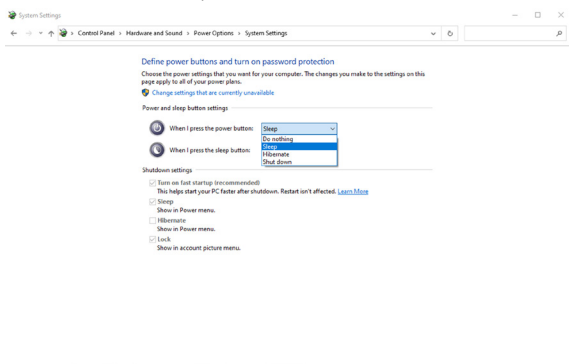 System Settings
Control Panel > Hardware and Sound > Power Options > System Settings
Define power buttons and turn on password protection
Choose the power settings that you want for your computer. The changes you make to the settings on this
page apply to all of your power plans.
Change settings that are currently unavailable
Power and sleep button settings
When I press the power button: Sleep
Do nothing
Sleep
When I press the sleep button: Hibernate
Shut down
Shutdown settings
Turn on fast startup (recommended)
This helps start your PC faster after shutdown. Restart isn't affected. Learn More
Sleep
Show in Power menu.
Hibernate
Show in Power menu.
Lock
Show in account picture menu.